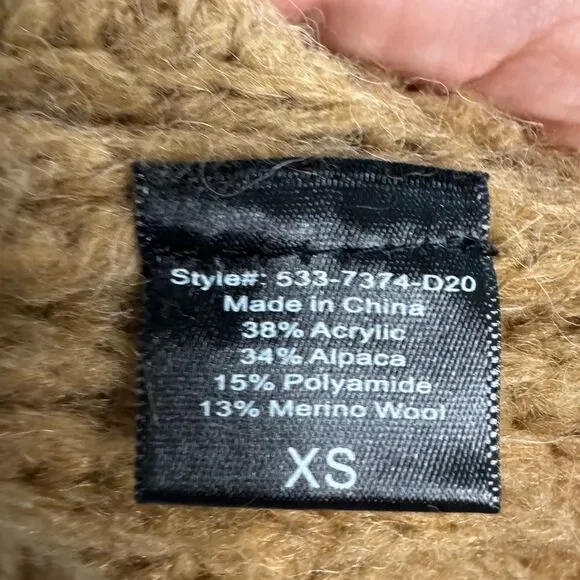 Style#: 533-7374-D20
Made in China
38% Acrylic
34% Alpaca
15% Polyamide
13% Merino Wool
XS